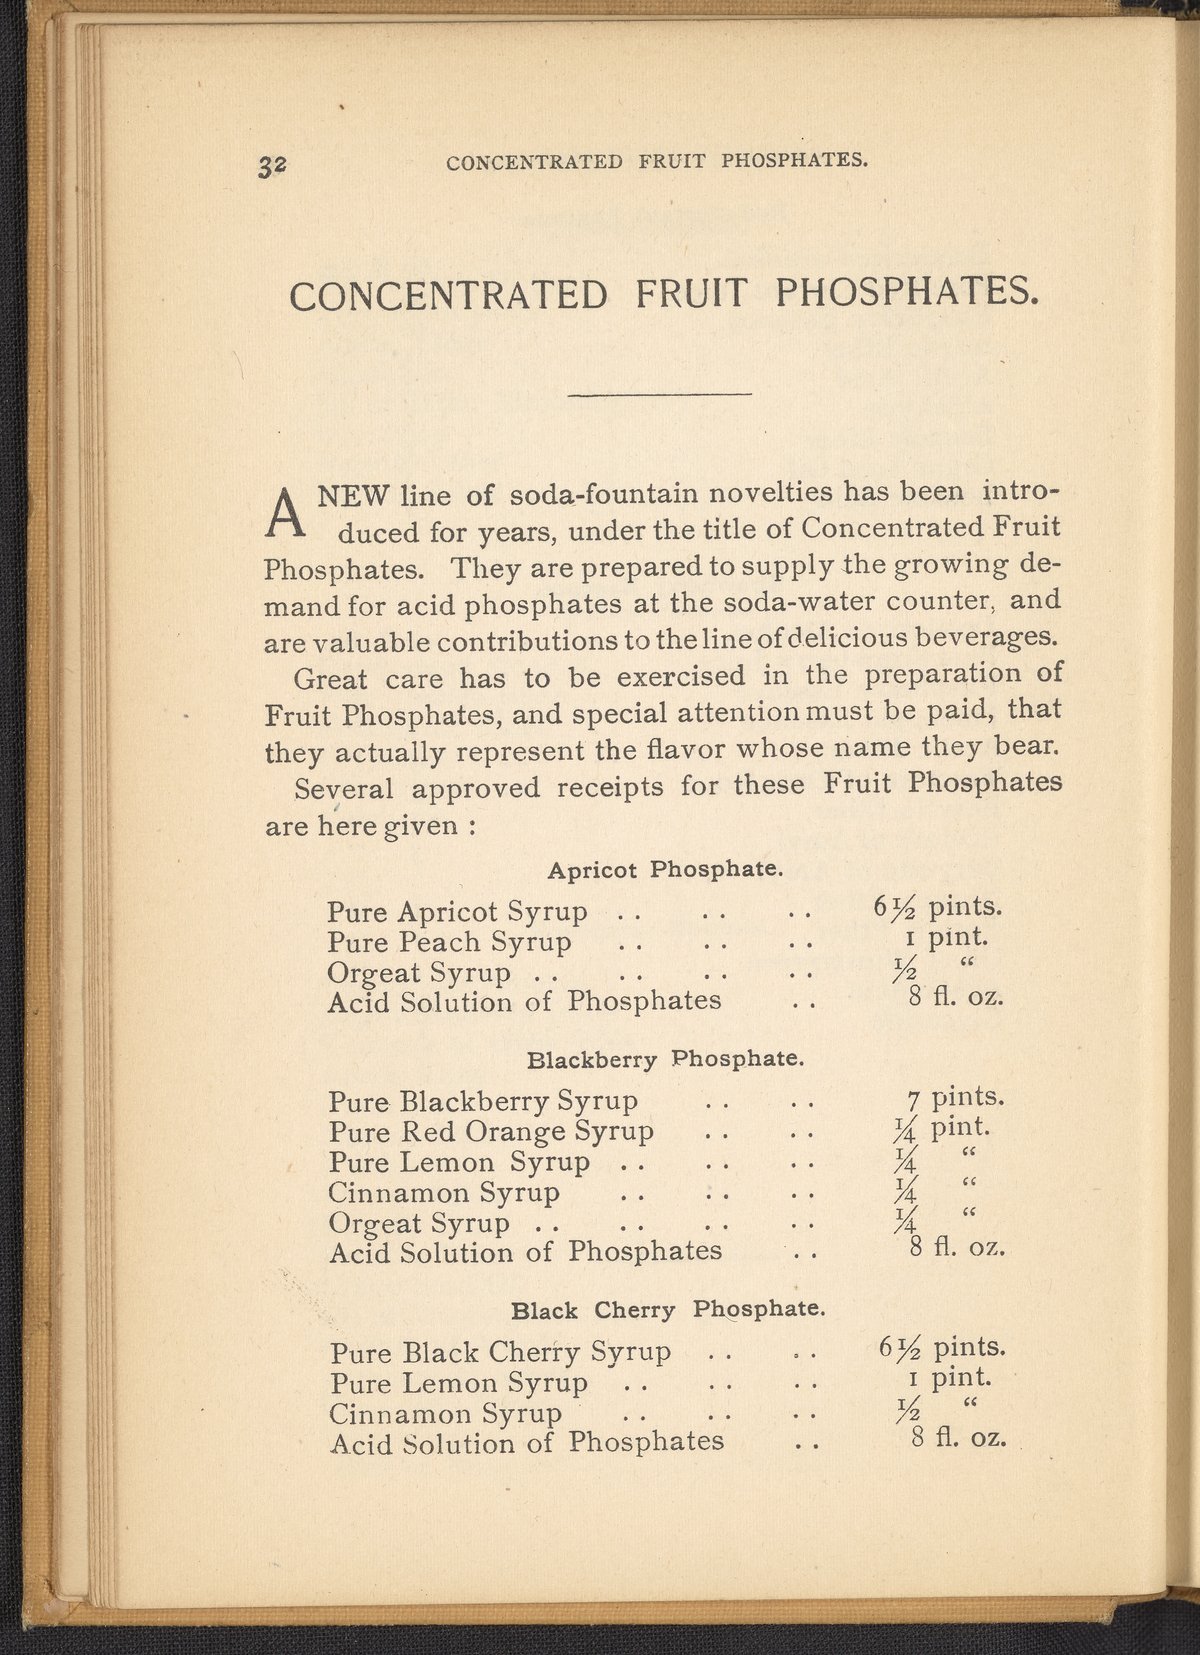 32 CONCENTRATED FRUIT PHOSPHATES.
CONCENTRATED FRUIT PHOSPHATES.
A NEW line of soda-fountain novelties has been intro-
duced for years, under the title of Concentrated Fruit
Phosphates. They are prepared to supply the growing de-
mand for acid phosphates at the soda-water counter, and
are valuable contributions to the line of delicious beverages.
Great care has to be exercised in the preparation of
Fruit Phosphates, and special attention must be paid, that
they actually represent the flavor whose name they bear.
Several approved receipts for these Fruit Phosphates
are here given :
Apricot Phosphate.
Pure Apricot Syrup .. .. .. 6½ pints.
Pure Peach Syrup .. .. .. 1 pint.
Orgeat Syrup .. .. .. .. ½ “
Acid Solution of Phosphates .. 8 fl. oz.
Blackberry Phosphate.
Pure Blackberry Syrup .. .. 7 pints.
Pure Red Orange Syrup .. .. ¼ pint.
Pure Lemon Syrup .. .. .. ¼ “
Cinnamon Syrup .. .. .. ¼ “
Orgeat Syrup .. .. .. .. ¼ “
Acid Solution of Phosphates .. 8 fl. oz.
Black Cherry Phosphate.
Pure Black Cherry Syrup .. .. 6½ pints.
Pure Lemon Syrup .. .. .. 1 pint.
Cinnamon Syrup .. .. .. ½ “
Acid Solution of Phosphates .. 8 fl. oz.